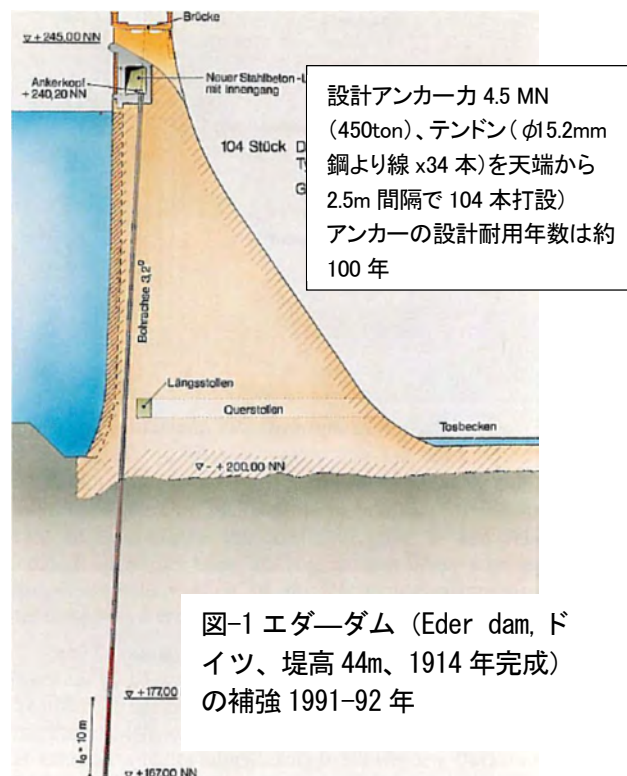 Brücke
▽ +245.00 NN
Ankerkopf
+240,20 NN
Neuer Stahlbeton-
mit Innengang
104 Stück
設計アンカー力 4.5 MN
(450ton)、テンドン(φ15.2mm
鋼より線 x34 本)を天端から
2.5m 間隔で 104 本打設)
アンカーの設計耐用年数は約
100 年
Bohrachse 3,2°
Längsstollen
Querstollen
Tosbecken
▽ ~ +200.00 NN
図-1 エダ―ダム (Eder dam, ド
イツ、堤高 44m、1914 年完成)
の補強 1991-92 年
▽ +177.00
= 10 m
▽ +167.00 NN